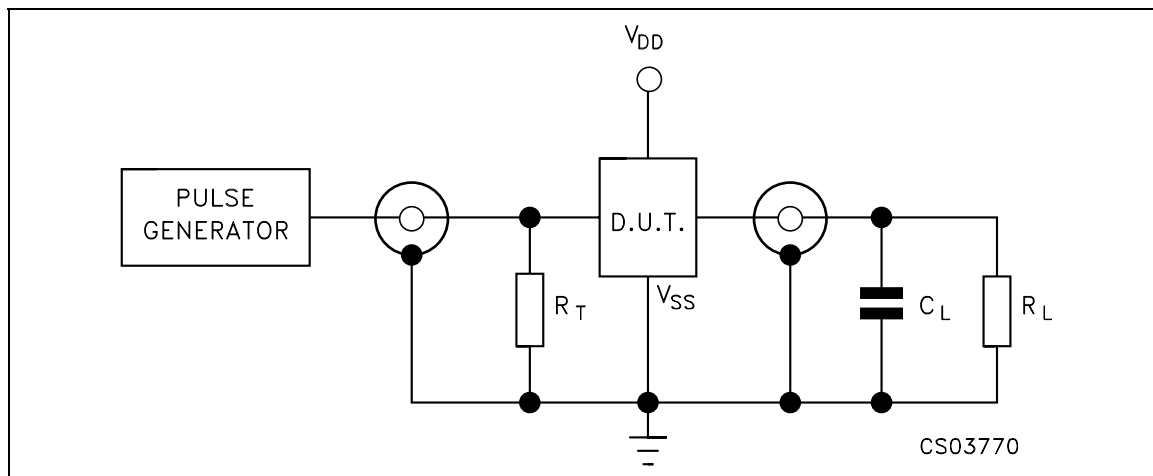 VDD
PULSE
GENERATOR
D.U.T.
RT
VSS
CL
RL
CS03770